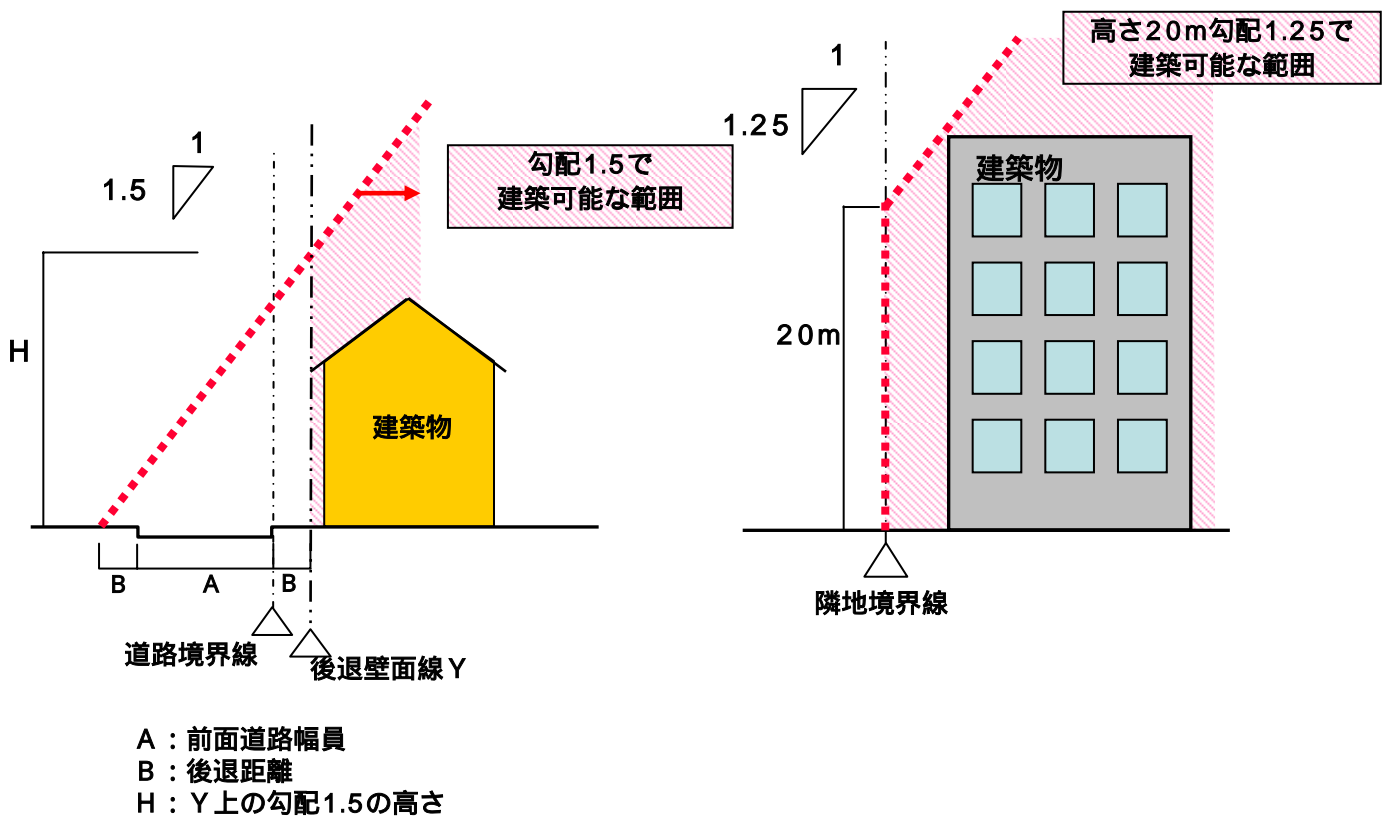 1
1.5
勾配1.5で
建築可能な範囲
H
建築物
B
A
B
道路境界線
後退壁面線Y
A：前面道路幅員
B：後退距離
H：Y上の勾配1.5の高さ
高さ20m勾配1.25で
建築可能な範囲
1
1.25
建築物
20m
隣地境界線